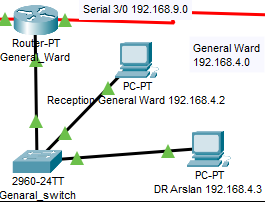 Serial 3/0 192.168.9.0
Router-PT
General_Ward
General Ward
192.168.4.0
PC-PT
Reception General Ward 192.168.4.2
2960-24TT
Genaral_switch
PC-PT
DR Arslan 192.168.4.3